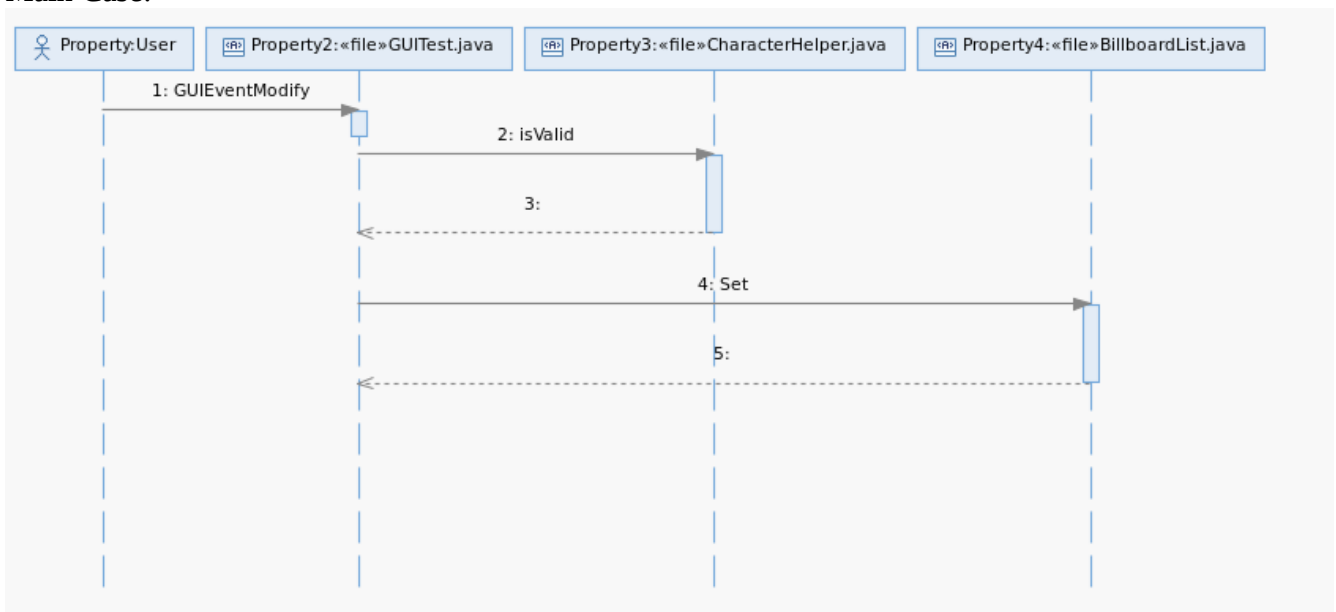 Main Case:
Property:User
Property2:«file»GUITest.java
Property3:«file»CharacterHelper.java
Property4:«file»BillboardList.java
1: GUIEventModify
2: isValid
3:
4: Set
5: